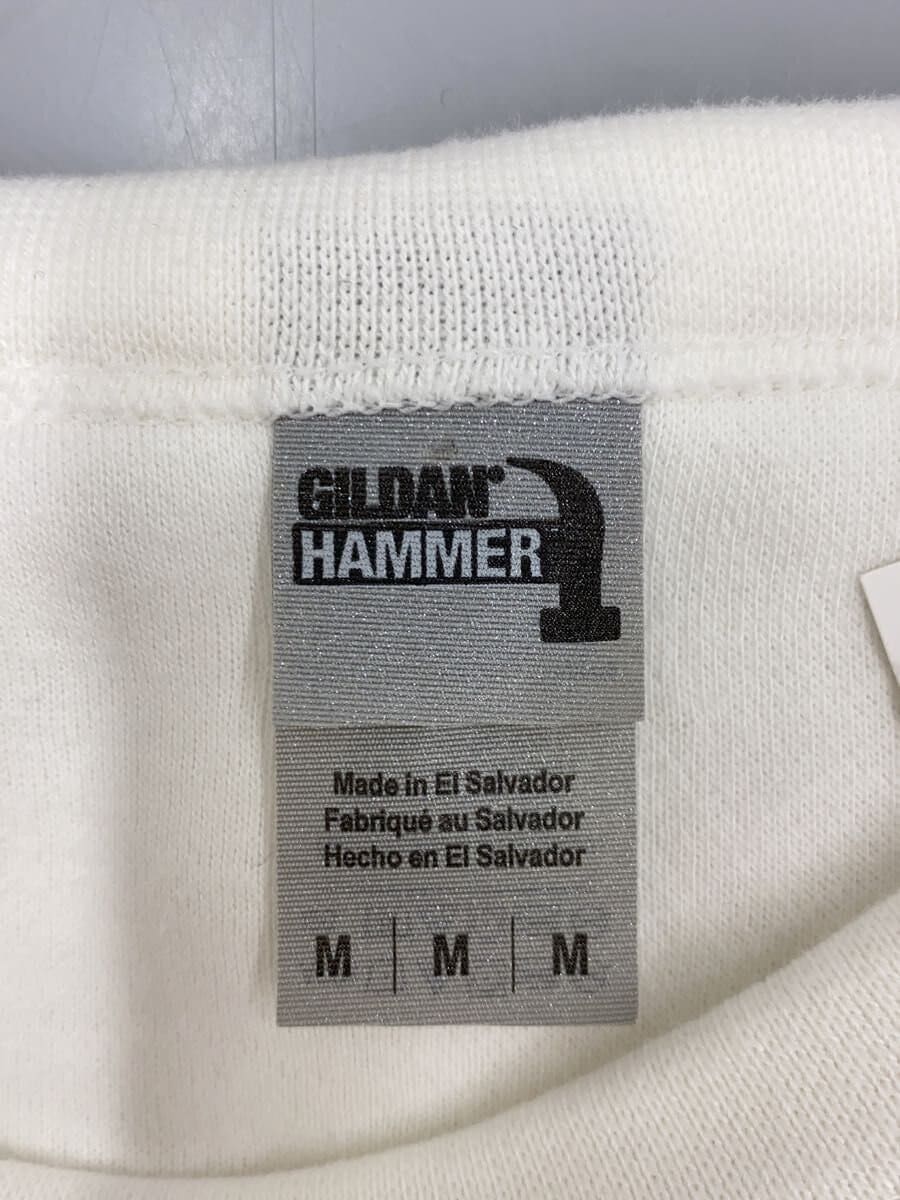 GILDAN®
HAMMER
Made in El Salvador
Fabriqué au Salvador
Hecho en El Salvador
M | M | M